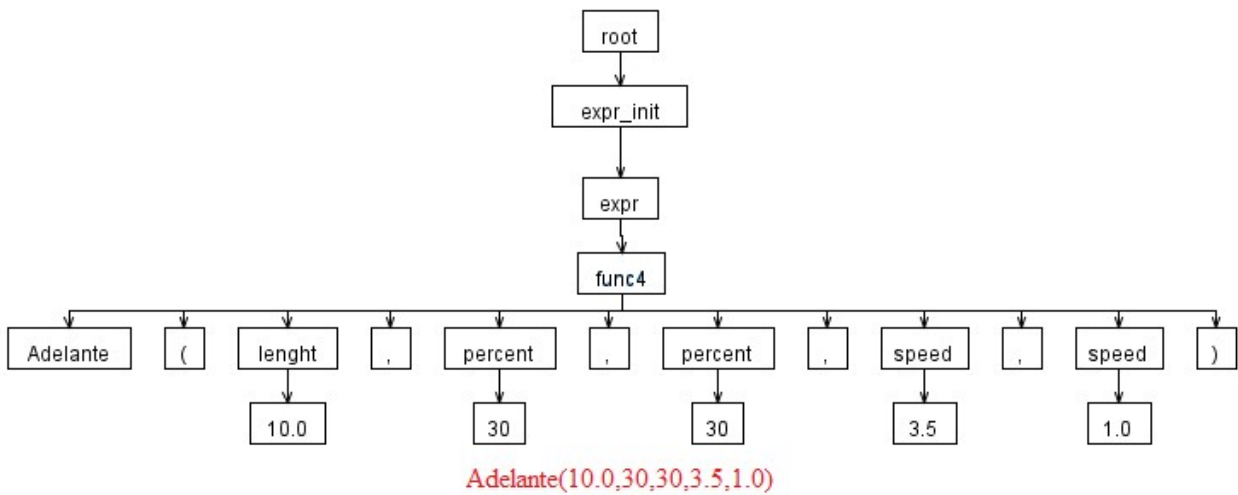 root
expr_init
expr
func4
Adelante ( lenght , percent , percent , speed , speed )
10.0 30 30 3.5 1.0
Adelante(10.0,30,30,3.5,1.0)